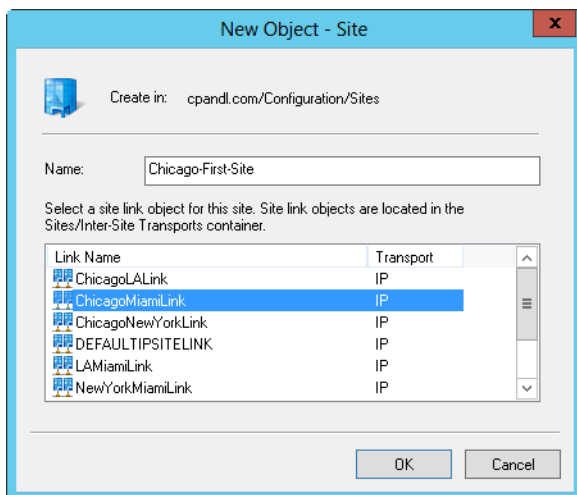 New Object - Site
x
Create in: cpandl.com/Configuration/Sites
Name: Chicago-First-Site
Select a site link object for this site. Site link objects are located in the
Sites/Inter-Site Transports container.
Link Name Transport
ChicagoLALink IP
ChicagoMiamiLink IP
ChicagoNewYorkLink IP
DEFAULTIPSITELINK IP
LAMiamiLink IP
NewYorkMiamiLink IP
OK Cancel